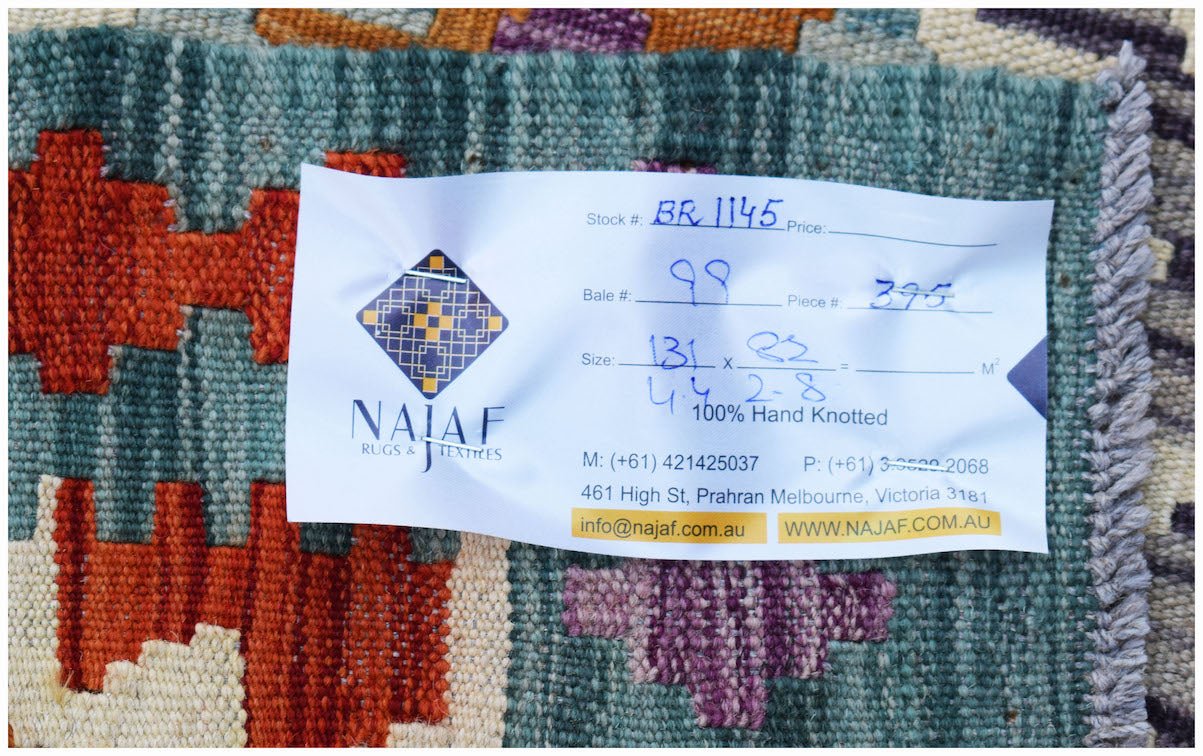 NAJAF
RUGS & TEXTILES
Stock #: BR 1145 Price:
Bale #: 99 Piece #: 395
Size: 131 x 82 = M²
4.4 2-8
100% Hand Knotted
M: (+61) 421425037 P: (+61) 3.9529.2068
461 High St, Prahran Melbourne, Victoria 3181
info@najaf.com.au WWW.NAJAF.COM.AU